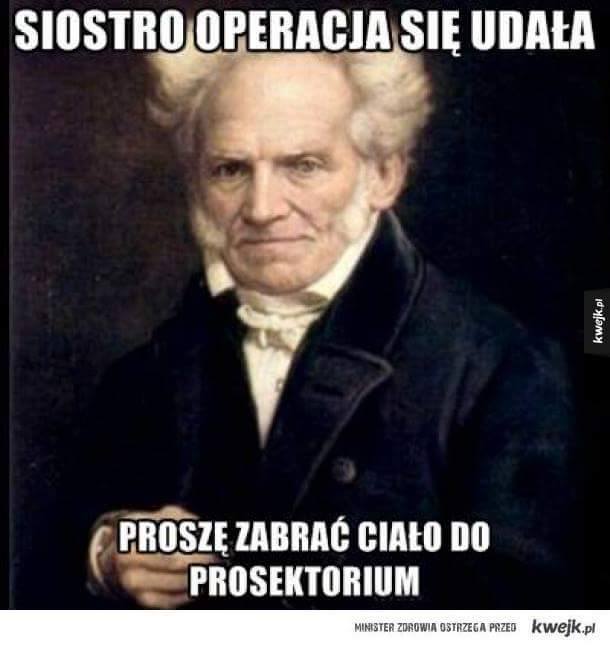 SIOSTRO OPERACJA SIĘ UDAŁA
kwejk.pl
PROSZĘ ZABRAĆ CIAŁO DO
PROSEKTORIUM
MINISTER ZDROWIA OSTRZEGA PRZED kwejk.pl